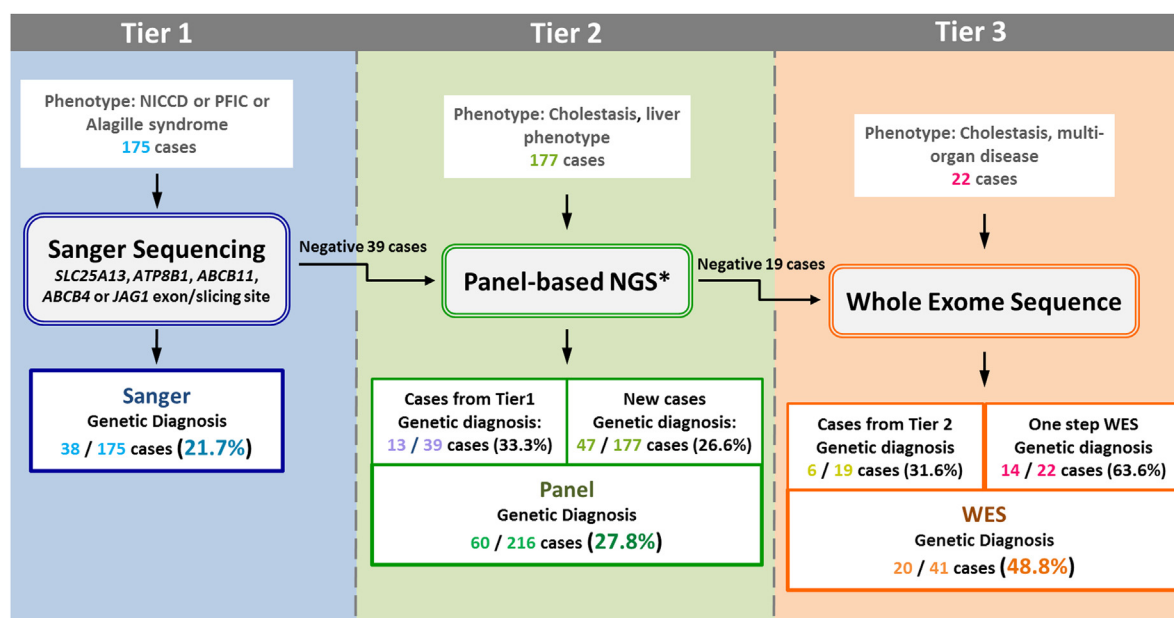 Tier 1
Phenotype: NICCD or PFIC or
Alagille syndrome
175 cases
Sanger Sequencing
SLC25A13, ATP8B1, ABCB11,
ABCB4 or JAG1 exon/slicing site
Sanger
Genetic Diagnosis
38 / 175 cases (21.7%)
Negative 39 cases
Tier 2
Phenotype: Cholestasis, liver
phenotype
177 cases
Panel-based NGS*
Cases from Tier1
Genetic diagnosis:
13 / 39 cases (33.3%)
New cases
Genetic diagnosis:
47 / 177 cases (26.6%)
Panel
Genetic Diagnosis
60 / 216 cases (27.8%)
Negative 19 cases
Tier 3
Phenotype: Cholestasis, multi-
organ disease
22 cases
Whole Exome Sequence
Cases from Tier 2
Genetic diagnosis
6 / 19 cases (31.6%)
One step WES
Genetic diagnosis
14 / 22 cases (63.6%)
WES
Genetic Diagnosis
20 / 41 cases (48.8%)